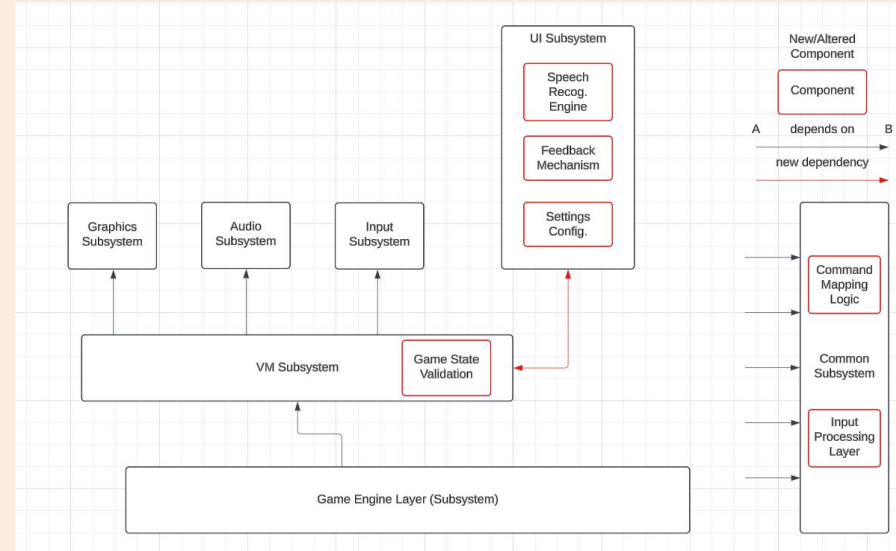 UI Subsystem
Speech
Recog.
Engine
Feedback
Mechanism
Settings
Config.
New/Altered
Component
Component
A depends on B
new dependency
Graphics
Subsystem
Audio
Subsystem
Input
Subsystem
VM Subsystem
Game State
Validation
Game Engine Layer (Subsystem)
Command
Mapping
Logic
Common
Subsystem
Input
Processing
Layer